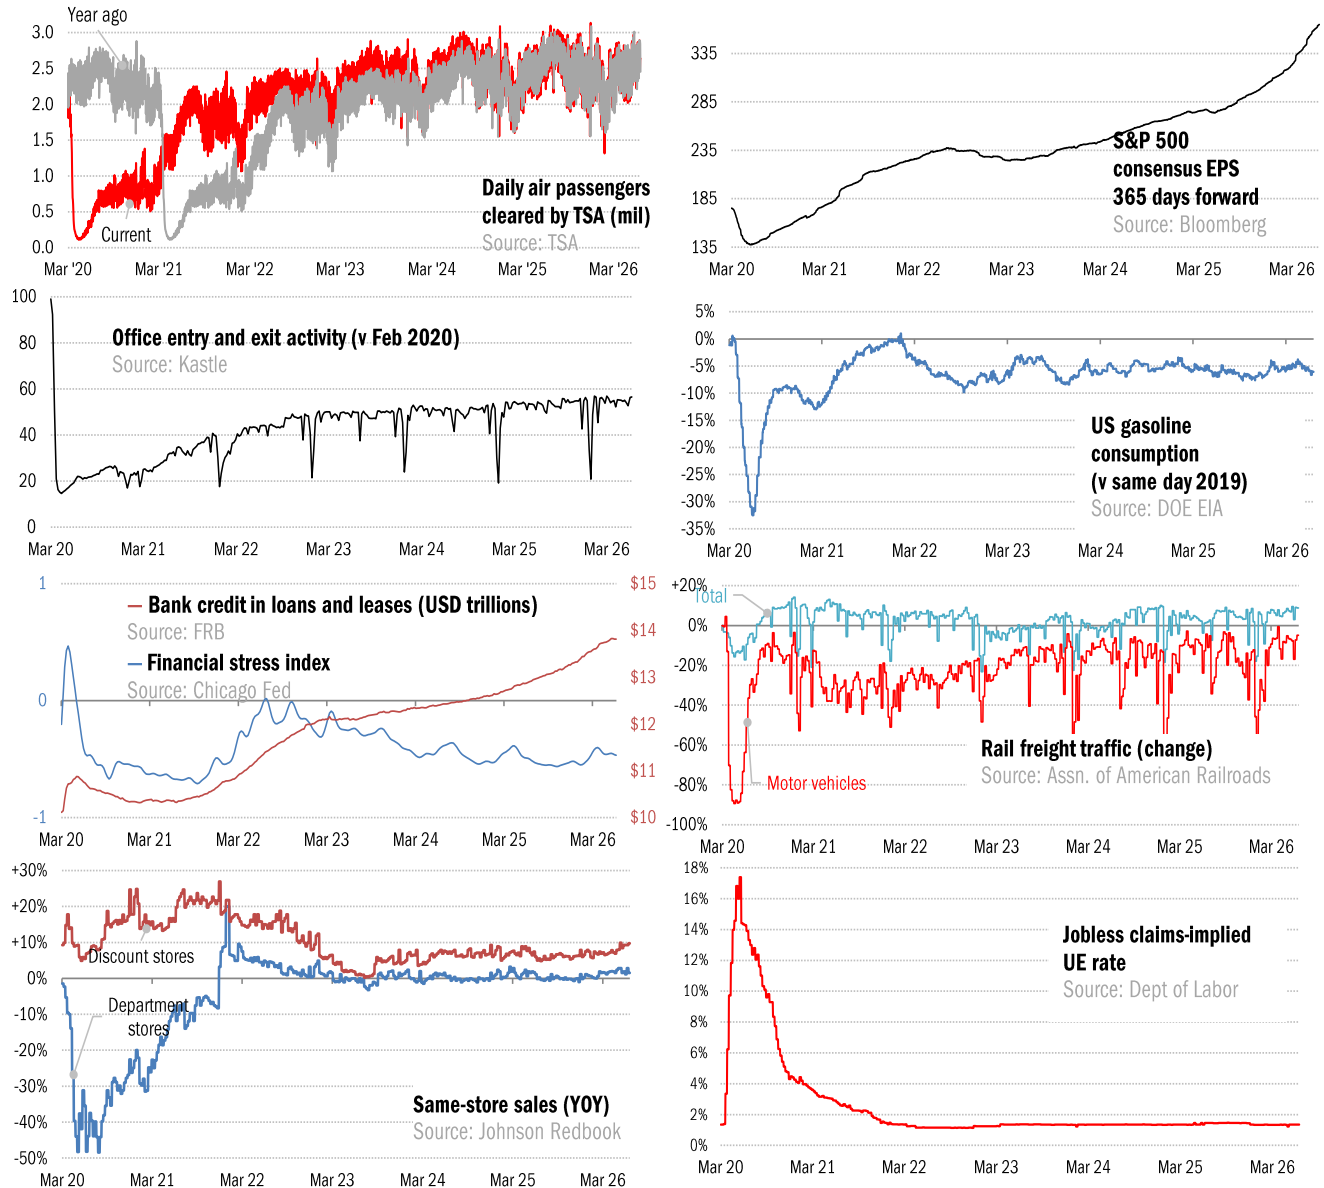 Year ago
3.0
2.5
2.0
1.5
1.0
0.5
0.0
Current
Daily air passengers
cleared by TSA (mil)
Source: TSA
Mar '20
Mar '21
Mar '22
Mar '23
Mar '24
Mar '25
Mar '26
335
285
235
185
135
S&P 500
consensus EPS
365 days forward
Source: Bloomberg
Mar 20
Mar 21
Mar 22
Mar 23
Mar 24
Mar 25
Mar 26
100
80
60
40
20
0
Office entry and exit activity (v Feb 2020)
Source: Kastle
Mar 20
Mar 21
Mar 22
Mar 23
Mar 24
Mar 25
Mar 26
5%
0%
-5%
-10%
-15%
-20%
-25%
-30%
-35%
US gasoline
consumption
(v same day 2019)
Source: DOE EIA
Mar 20
Mar 21
Mar 22
Mar 23
Mar 24
Mar 25
Mar 26
1
0
-1
Bank credit in loans and leases (USD trillions)
Source: FRB
Financial stress index
Source: Chicago Fed
$15
$14
$13
$12
$11
$10
Mar 20
Mar 21
Mar 22
Mar 23
Mar 24
Mar 25
Mar 26
+20%
0%
-20%
-40%
-60%
-80%
-100%
Total
Motor vehicles
Rail freight traffic (change)
Source: Assn. of American Railroads
Mar 20
Mar 21
Mar 22
Mar 23
Mar 24
Mar 25
Mar 26
+30%
+20%
+10%
0%
-10%
-20%
-30%
-40%
-50%
Discount stores
Department
stores
Same-store sales (YOY)
Source: Johnson Redbook
Mar 20
Mar 21
Mar 22
Mar 23
Mar 24
Mar 25
Mar 26
18%
16%
14%
12%
10%
8%
6%
4%
2%
0%
Jobless claims-implied
UE rate
Source: Dept of Labor
Mar 20
Mar 21
Mar 22
Mar 23
Mar 24
Mar 25
Mar 26